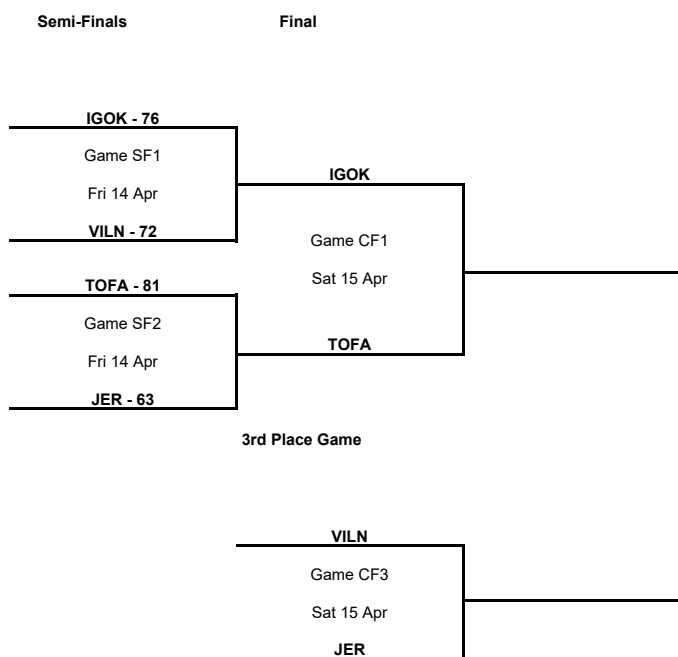 Semi-Finals
Final
IGOK - 76
Game SF1
Fri 14 Apr
VILN - 72
IGOK
Game CF1
Sat 15 Apr
TOFA
TOFA - 81
Game SF2
Fri 14 Apr
JER - 63
3rd Place Game
VILN
Game CF3
Sat 15 Apr
JER